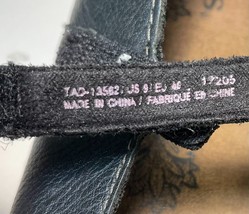 TAO-13562 US 9/EU 40 17205
MADE IN CHINA / FABRIQUÉ EN CHINE